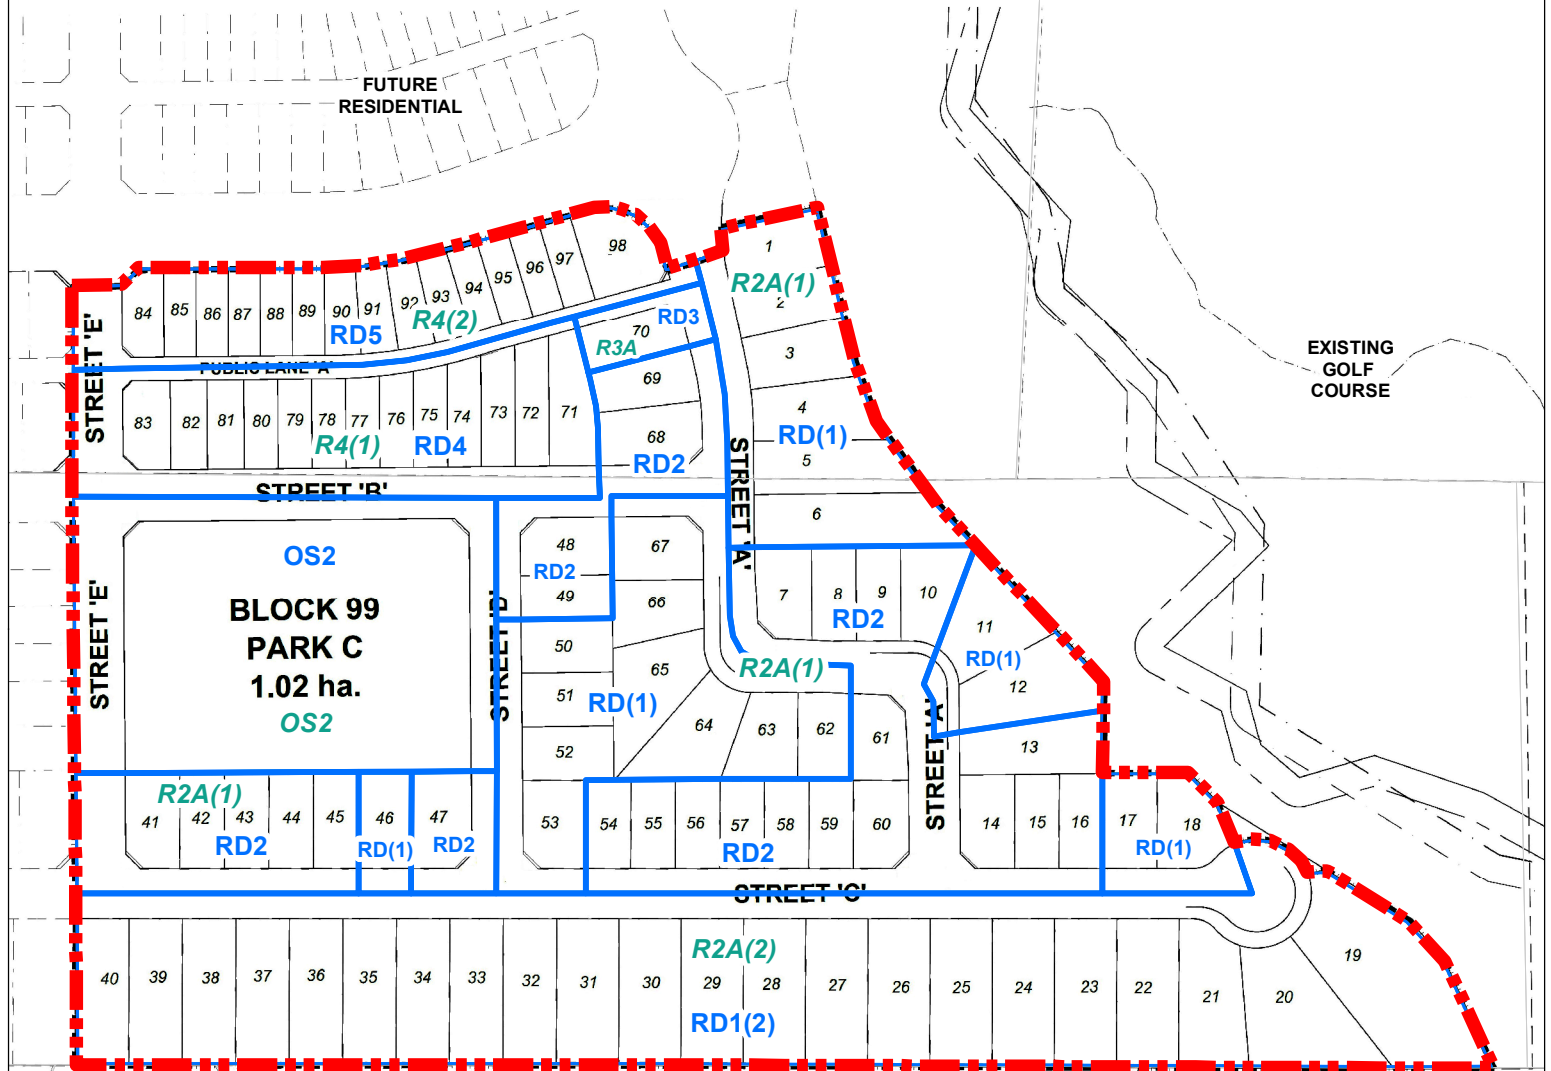 FUTURE
RESIDENTIAL
EXISTING
GOLF
COURSE
1
R2A(1)
2
3
4
RD(1)
5
6
98
97
96
95
94
93
92
91
90
89
88
87
86
85
84
RD5
R4(2)
STREET 'E'
PUBLIC LANE 'A'
70
RD3
R3A
69
68
RD2
83
82
81
80
79
78
77
76
75
74
73
72
71
R4(1)
RD4
STREET 'B'
STREET 'A'
OS2
BLOCK 99
PARK C
1.02 ha.
OS2
STREET 'E'
STREET 'D'
48
RD2
49
67
66
50
65
51
RD(1)
52
64
63
62
61
R2A(1)
7
8
9
10
RD2
11
RD(1)
12
13
STREET 'A'
R2A(1)
41
42
43
44
45
46
47
RD2
RD(1)
RD2
53
54
55
56
57
58
59
60
RD2
14
15
16
17
18
RD(1)
STREET 'C'
R2A(2)
40
39
38
37
36
35
34
33
32
31
30
29
28
27
26
25
24
23
22
21
20
19
RD1(2)